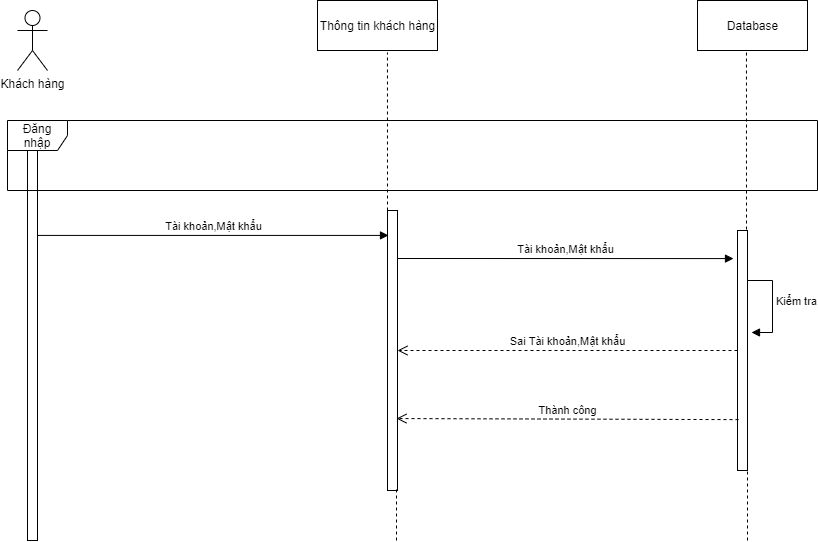 Thông tin khách hàng
Database
Khách hàng
Đăng
nhập
Tài khoản,Mật khẩu
Tài khoản,Mật khẩu
Kiểm tra
Sai Tài khoản,Mật khẩu
Thành công